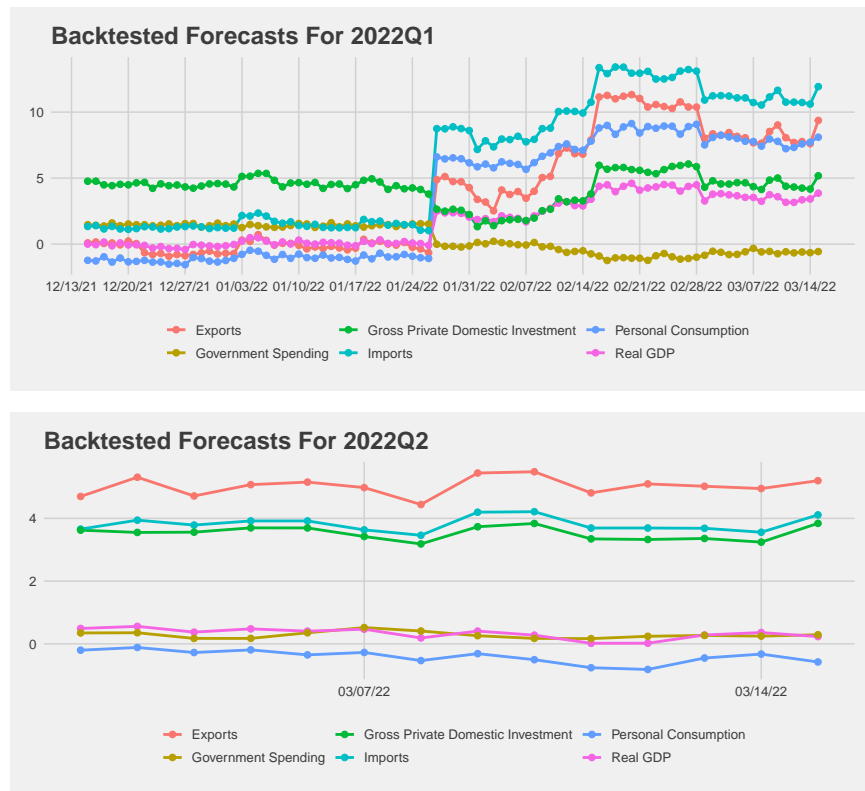 Backtested Forecasts For 2022Q1
10
5
0
12/13/21 12/20/21 12/27/21 01/03/22 01/10/22 01/17/22 01/24/22 01/31/22 02/07/22 02/14/22 02/21/22 02/28/22 03/07/22 03/14/22
Exports Gross Private Domestic Investment Personal Consumption
Government Spending Imports Real GDP
Backtested Forecasts For 2022Q2
4
2
0
03/07/22 03/14/22
Exports Gross Private Domestic Investment Personal Consumption
Government Spending Imports Real GDP